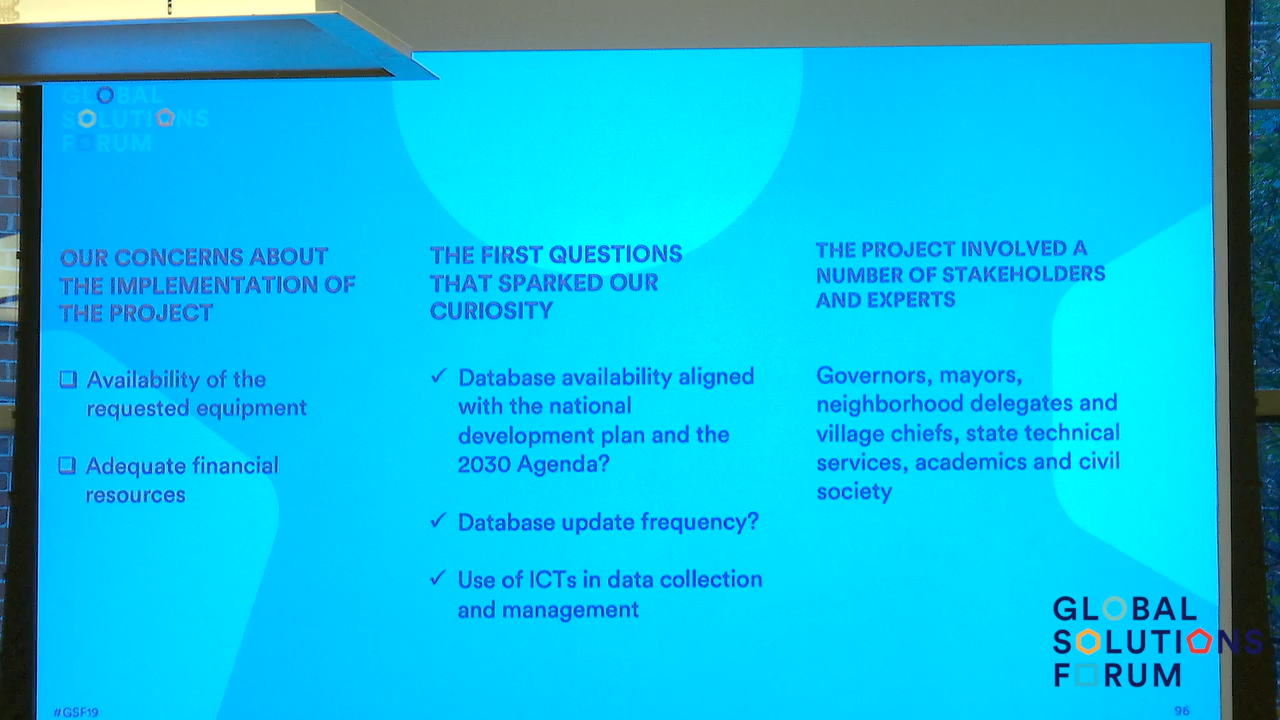 GLOBAL
SOLUTIONS
FORUM
OUR CONCERNS ABOUT
THE IMPLEMENTATION OF
THE PROJECT
❑ Availability of the
requested equipment
❑ Adequate financial
resources
THE FIRST QUESTIONS
THAT SPARKED OUR
CURIOSITY
✓ Database availability aligned
with the national
development plan and the
2030 Agenda?
✓ Database update frequency?
✓ Use of ICTs in data collection
and management
THE PROJECT INVOLVED A
NUMBER OF STAKEHOLDERS
AND EXPERTS
Governors, mayors,
neighborhood delegates and
village chiefs, state technical
services, academics and civil
society
GLOBAL
SOLUTIONS
FORUM
#GSF19
96